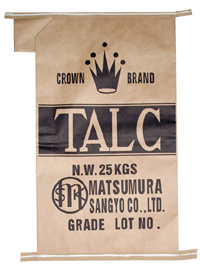 CROWN BRAND
TALC
N.W. 25 KGS
MATSUMURA
SANGYO CO., LTD.
GRADE LOT NO.